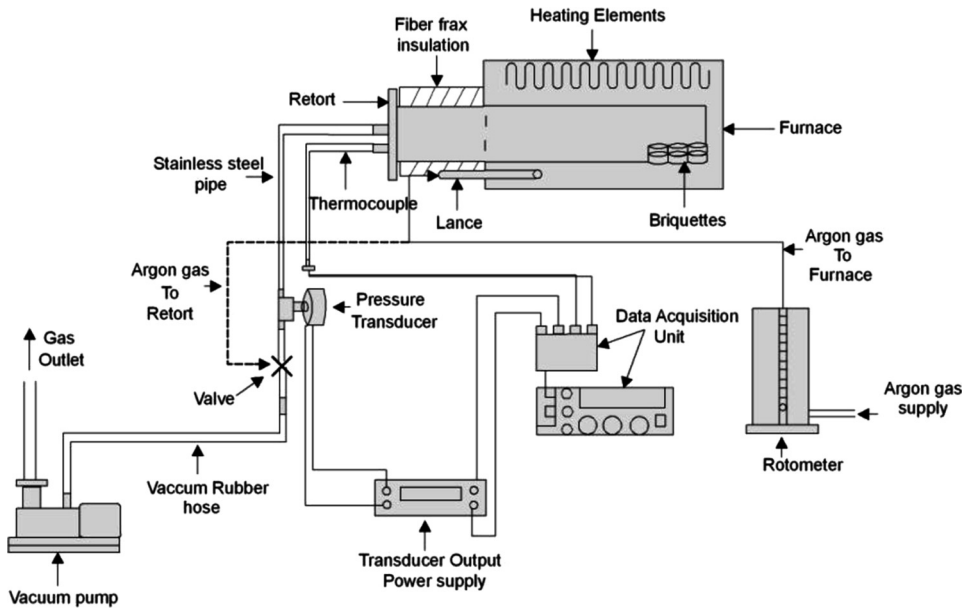 Heating Elements
Fiber frax
insulation
Retort
Furnace
Stainless steel
pipe
Thermocouple
Lance
Briquettes
Argon gas
To
Furnace
Argon gas
To
Retort
Pressure
Transducer
Data Acquisition
Unit
Gas
Outlet
Valve
Argon gas
supply
Rotometer
Vaccum Rubber
hose
Transducer Output
Power supply
Vacuum pump